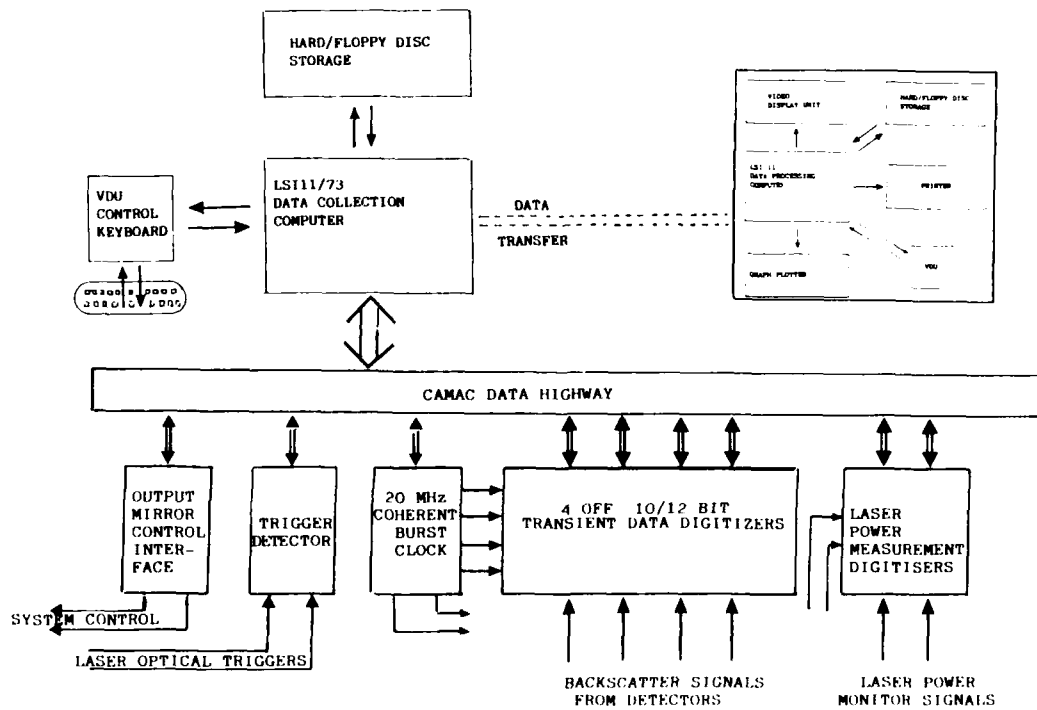 HARD/FLOPPY DISC
STORAGE
VIDEO
DISPLAY UNIT
HARD/FLOPPY DISC
STORAGE
LSI 11
DATA PROCESSING
COMPUTER
PRINTER
GRAPH PLOTTER
VDU
VDU
CONTROL
KEYBOARD
LSI11/73
DATA COLLECTION
COMPUTER
DATA
TRANSFER
CAMAC DATA HIGHWAY
OUTPUT
MIRROR
CONTROL
INTER-
FACE
TRIGGER
DETECTOR
20 MHz
COHERENT
BURST
CLOCK
4 OFF 10/12 BIT
TRANSIENT DATA DIGITIZERS
LASER
POWER
MEASUREMENT
DIGITISERS
SYSTEM CONTROL
LASER OPTICAL TRIGGERS
BACKSCATTER SIGNALS
FROM DETECTORS
LASER POWER
MONITOR SIGNALS